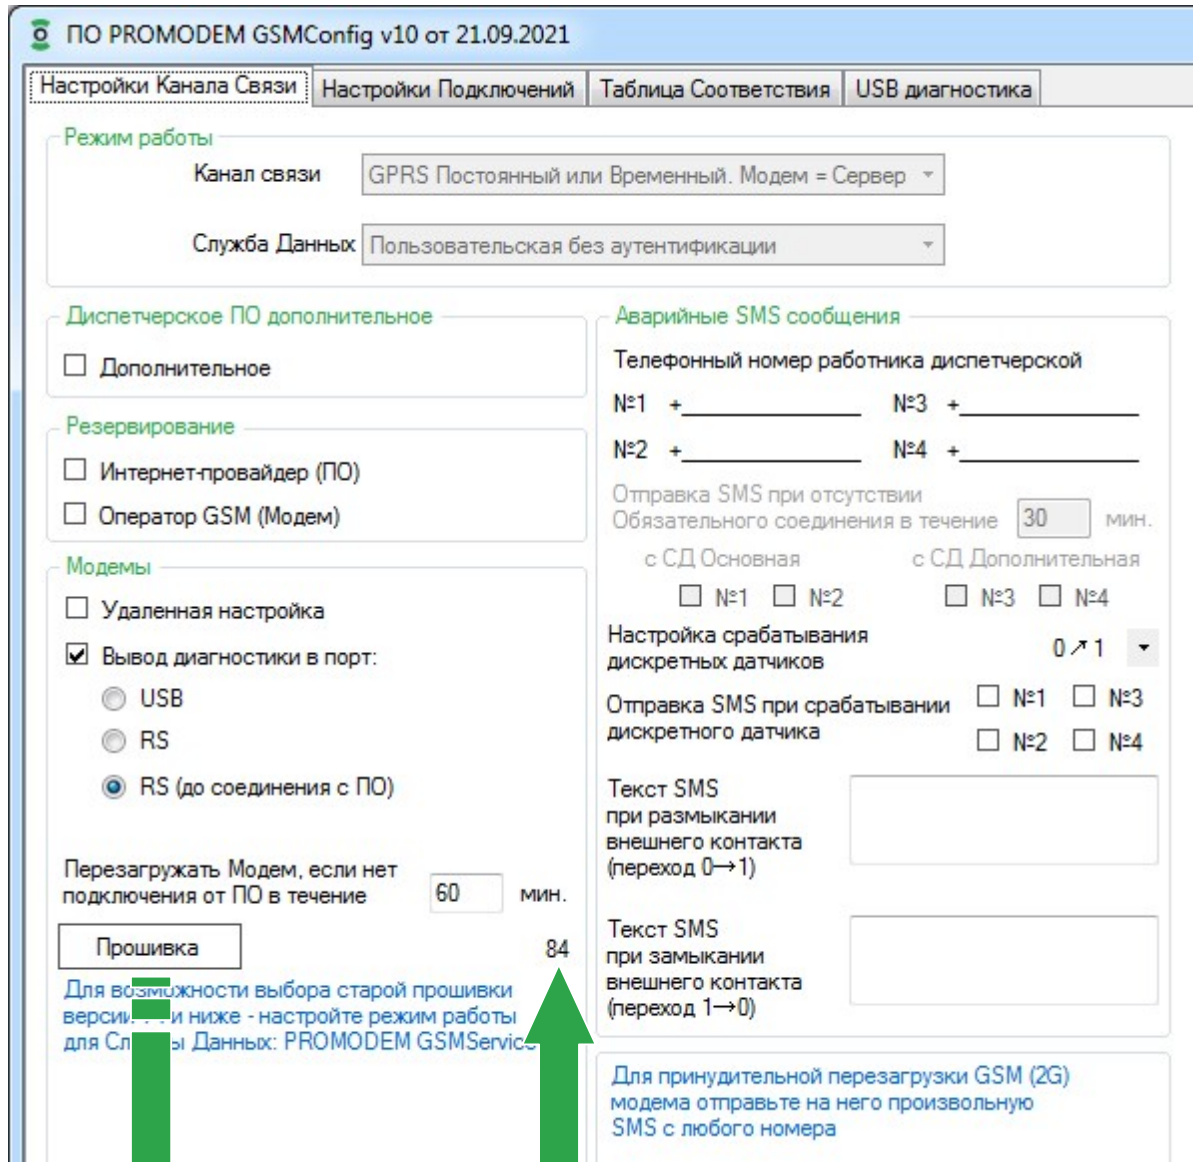 ПО PROMODEM GSMConfig v10 от 21.09.2021
Настройки Канала Связи
Настройки Подключений
Таблица Соответствия
USB диагностика
Режим работы
Канал связи
GPRS Постоянный или Временный. Модем = Сервер
Служба Данных
Пользовательская без аутентификации
Диспетчерское ПО дополнительное
Дополнительное
Резервирование
Интернет-провайдер (ПО)
Оператор GSM (Модем)
Модемы
Удаленная настройка
Вывод диагностики в порт:
USB
RS
RS (до соединения с ПО)
Перезагружать Модем, если нет
подключения от ПО в течение 60 мин.
Прошивка 84
Для возможности выбора старой прошивки
версии и ниже - настройте режим работы
для Данных: PROMODEM GSMService
Аварийные SMS сообщения
Телефонный номер работника диспетчерской
№1 +______________ №3 +______________
№2 +______________ №4 +______________
Отправка SMS при отсутствии
Обязательного соединения в течение 30 мин.
с СД Основная с СД Дополнительная
№1 №2 №3 №4
Настройка срабатывания
дискретных датчиков 0↗1
Отправка SMS при срабатывании №1 №3
дискретного датчика №2 №4
Текст SMS
при размыкании
внешнего контакта
(переход 0→1)
Текст SMS
при замыкании
внешнего контакта
(переход 1→0)
Для принудительной перезагрузки GSM (2G)
модема отправьте на него произвольную
SMS с любого номера